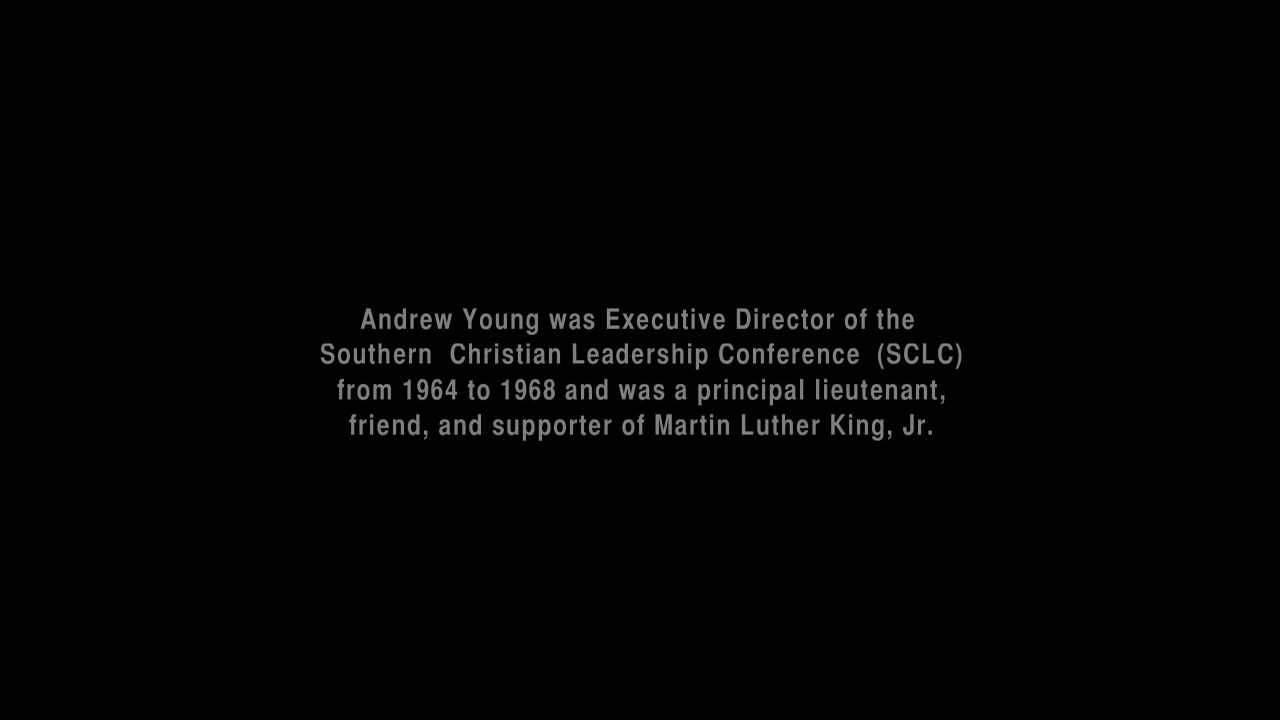 Andrew Young was Executive Director of the
Southern  Christian Leadership Conference  (SCLC)
from 1964 to 1968 and was a principal lieutenant,
friend, and supporter of Martin Luther King, Jr.